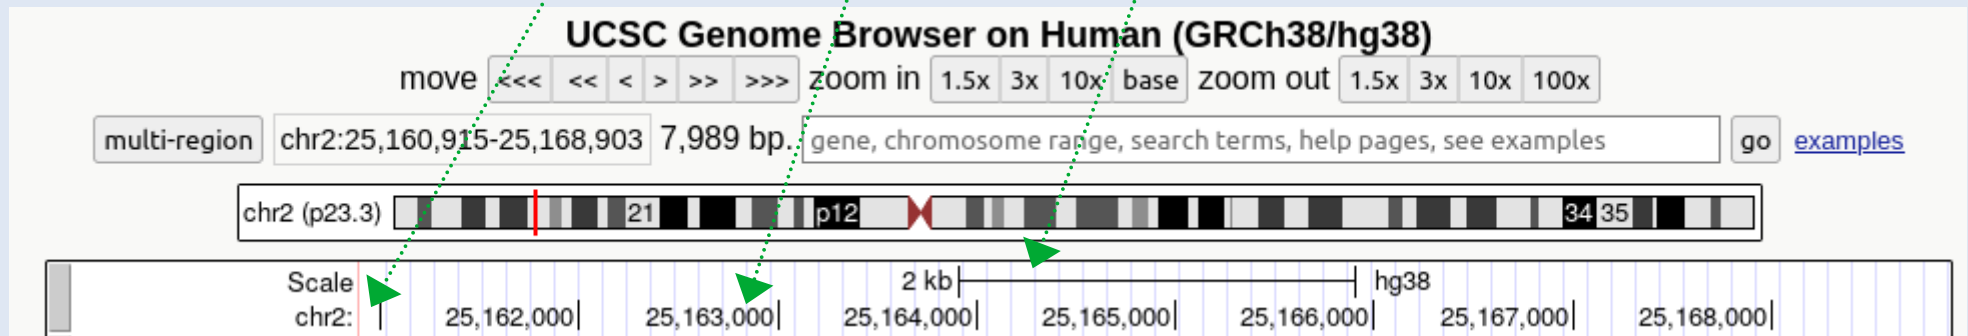 UCSC Genome Browser on Human (GRCh38/hg38)
move <<< << < > >> >>> zoom in 1.5x 3x 10x base zoom out 1.5x 3x 10x 100x
multi-region chr2:25,160,915-25,168,903 7,989 bp. gene, chromosome range, search terms, help pages, see examples go examples
chr2 (p23.3) 21 p12 34 35
Scale 2 kb hg38
chr2: 25,162,000 25,163,000 25,164,000 25,165,000 25,166,000 25,167,000 25,168,000